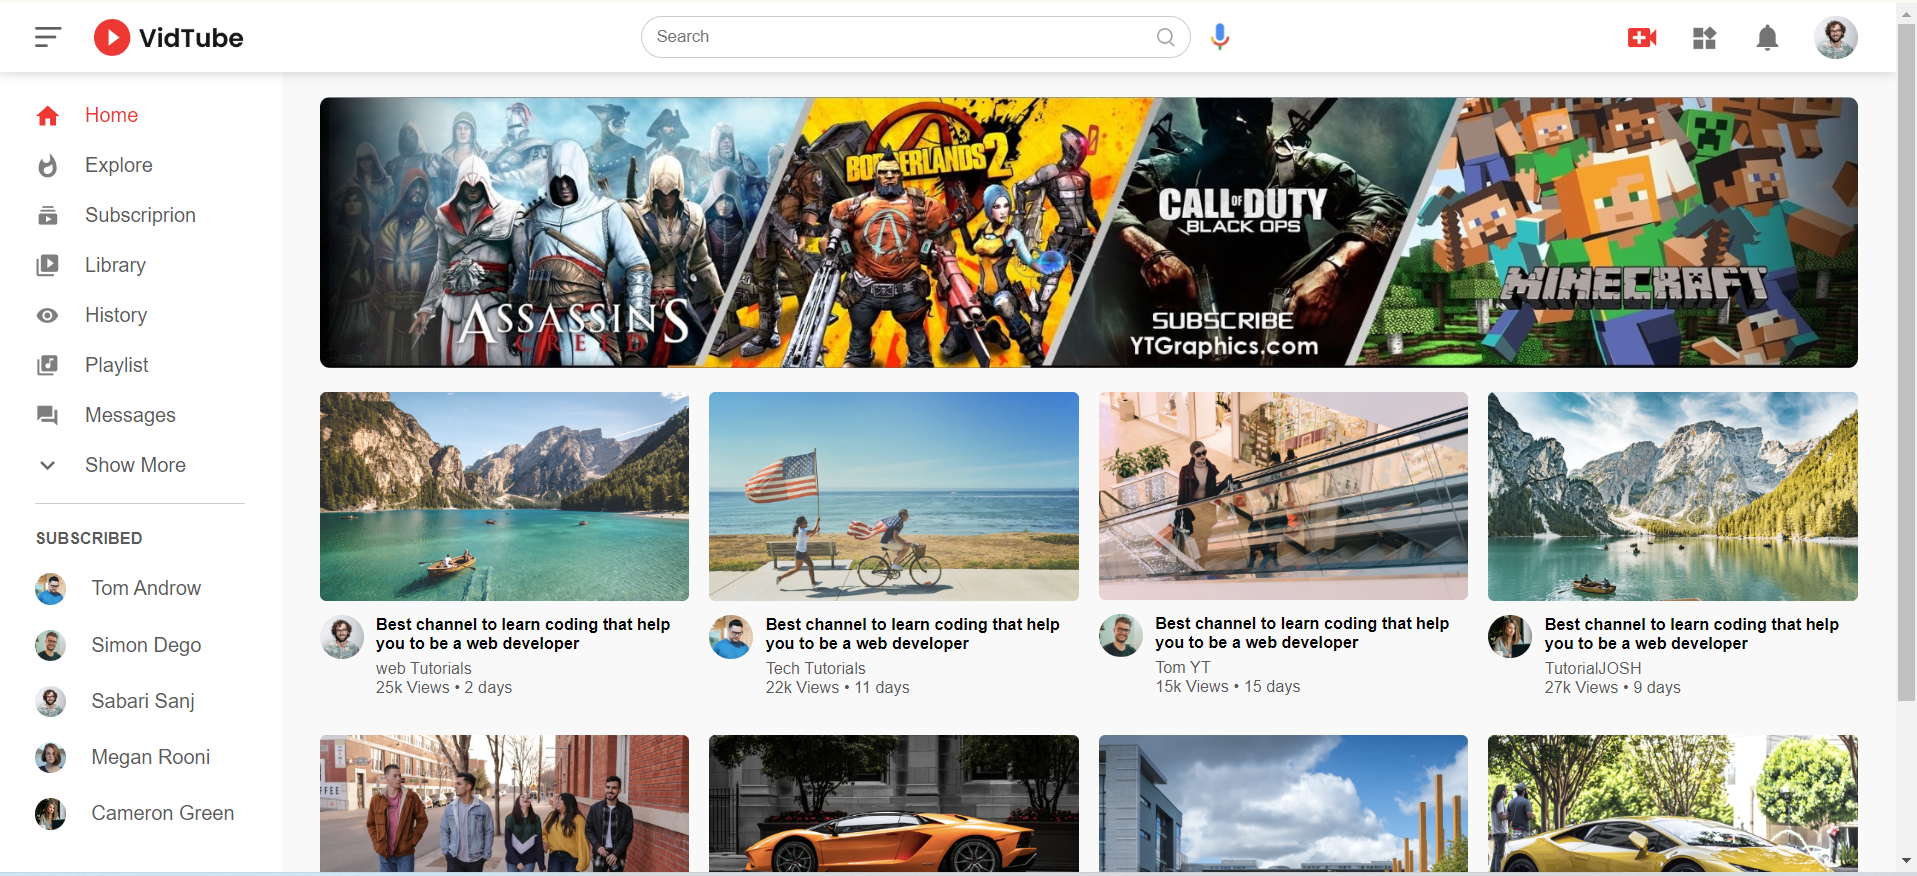 VidTube
Search
Home
Explore
Subscriprion
Library
History
Playlist
Messages
Show More
SUBSCRIBED
Tom Androw
Simon Dego
Sabari Sanj
Megan Rooni
Cameron Green
ASSASSINS
CREED
BORDERLANDS 2
CALL OF DUTY
BLACK OPS
SUBSCRIBE
YTGraphics.com
MINECRAFT
Best channel to learn coding that help
you to be a web developer
web Tutorials
25k Views • 2 days
Best channel to learn coding that help
you to be a web developer
Tech Tutorials
22k Views • 11 days
Best channel to learn coding that help
you to be a web developer
Tom YT
15k Views • 15 days
Best channel to learn coding that help
you to be a web developer
TutorialJOSH
27k Views • 9 days